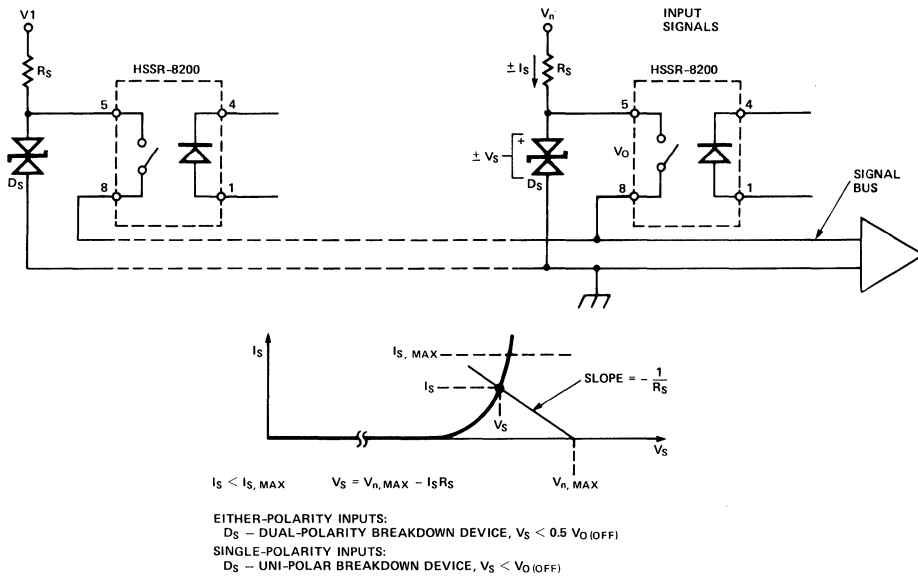 V1
Vn
INPUT
SIGNALS
RS
HSSR-8200
± IS
RS
HSSR-8200
5
4
5
4
+
± VS
VO
DS
8
1
DS
8
1
SIGNAL
BUS
IS
IS, MAX
IS
SLOPE = - 1/RS
VS
VS
Vn, MAX
IS < IS, MAX VS = Vn, MAX - ISRS
EITHER-POLARITY INPUTS:
DS – DUAL-POLARITY BREAKDOWN DEVICE, VS < 0.5 VO (OFF)
SINGLE-POLARITY INPUTS:
DS – UNI-POLAR BREAKDOWN DEVICE, VS < VO (OFF)